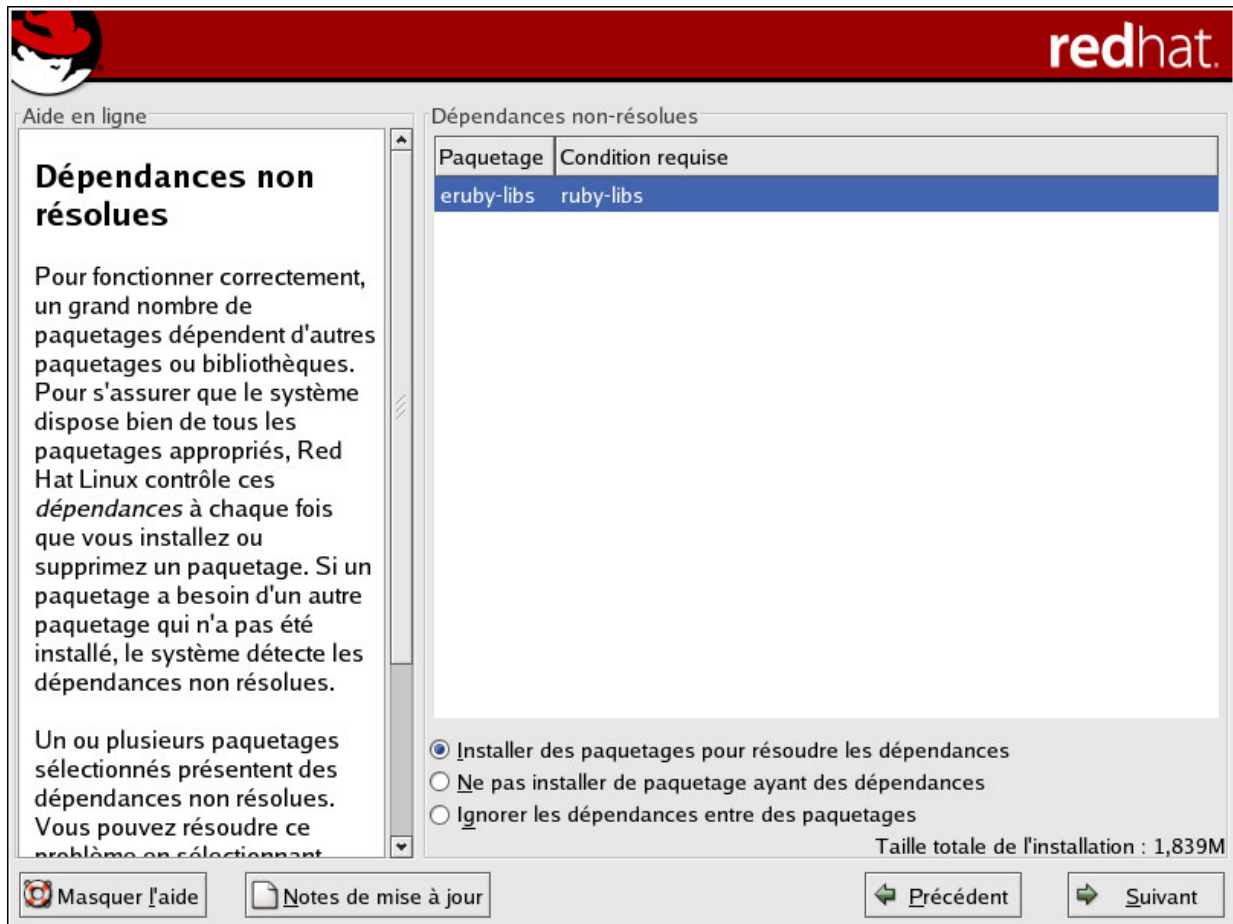 redhat.
Aide en ligne
Dépendances non
résolues
Pour fonctionner correctement,
un grand nombre de
paquetages dépendent d'autres
paquetages ou bibliothèques.
Pour s'assurer que le système
dispose bien de tous les
paquetages appropriés, Red
Hat Linux contrôle ces
dépendances à chaque fois
que vous installez ou
supprimez un paquetage. Si un
paquetage a besoin d'un autre
paquetage qui n'a pas été
installé, le système détecte les
dépendances non résolues.
Un ou plusieurs paquetages
sélectionnés présentent des
dépendances non résolues.
Vous pouvez résoudre ce
problème en sélectionnant
Dépendances non-résolues
Paquetage Condition requise
eruby-libs ruby-libs
Installer des paquetages pour résoudre les dépendances
Ne pas installer de paquetage ayant des dépendances
Ignorer les dépendances entre des paquetages
Taille totale de l'installation : 1,839M
Masquer l'aide
Notes de mise à jour
Précédent
Suivant